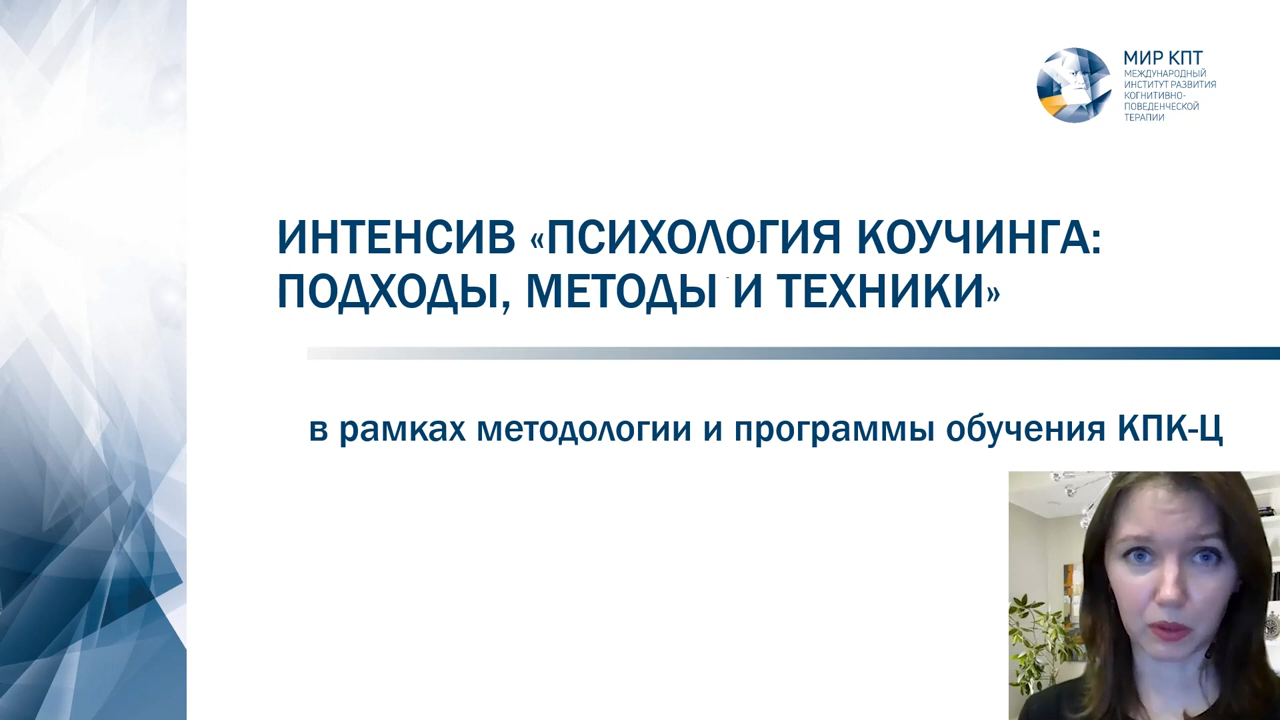 МИР КПТ
МЕЖДУНАРОДНЫЙ
ИНСТИТУТ РАЗВИТИЯ
КОГНИТИВНО-
ПОВЕДЕНЧЕСКОЙ
ТЕРАПИИ
ИНТЕНСИВ «ПСИХОЛОГИЯ КОУЧИНГА:
ПОДХОДЫ, МЕТОДЫ И ТЕХНИКИ»
в рамках методологии и программы обучения КПК-Ц